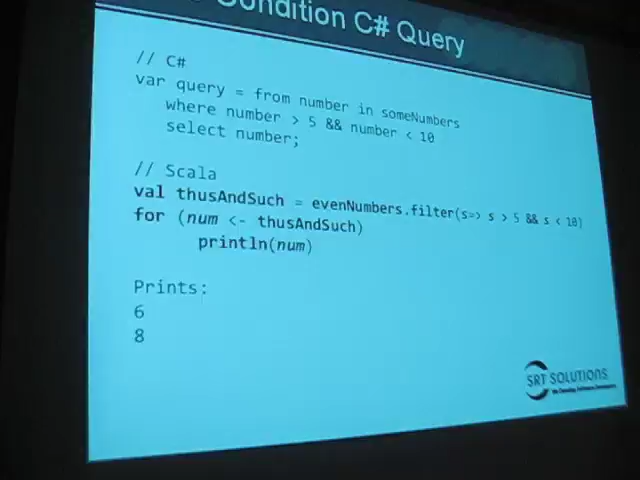 Condition C# Query
// C#
var query = from number in someNumbers
where number > 5 && number < 10
select number;
// Scala
val thusAndSuch = evenNumbers.filter(s=> s > 5 && s < 10)
for (num <- thusAndSuch)
println(num)
Prints:
6
8
SRT SOLUTIONS